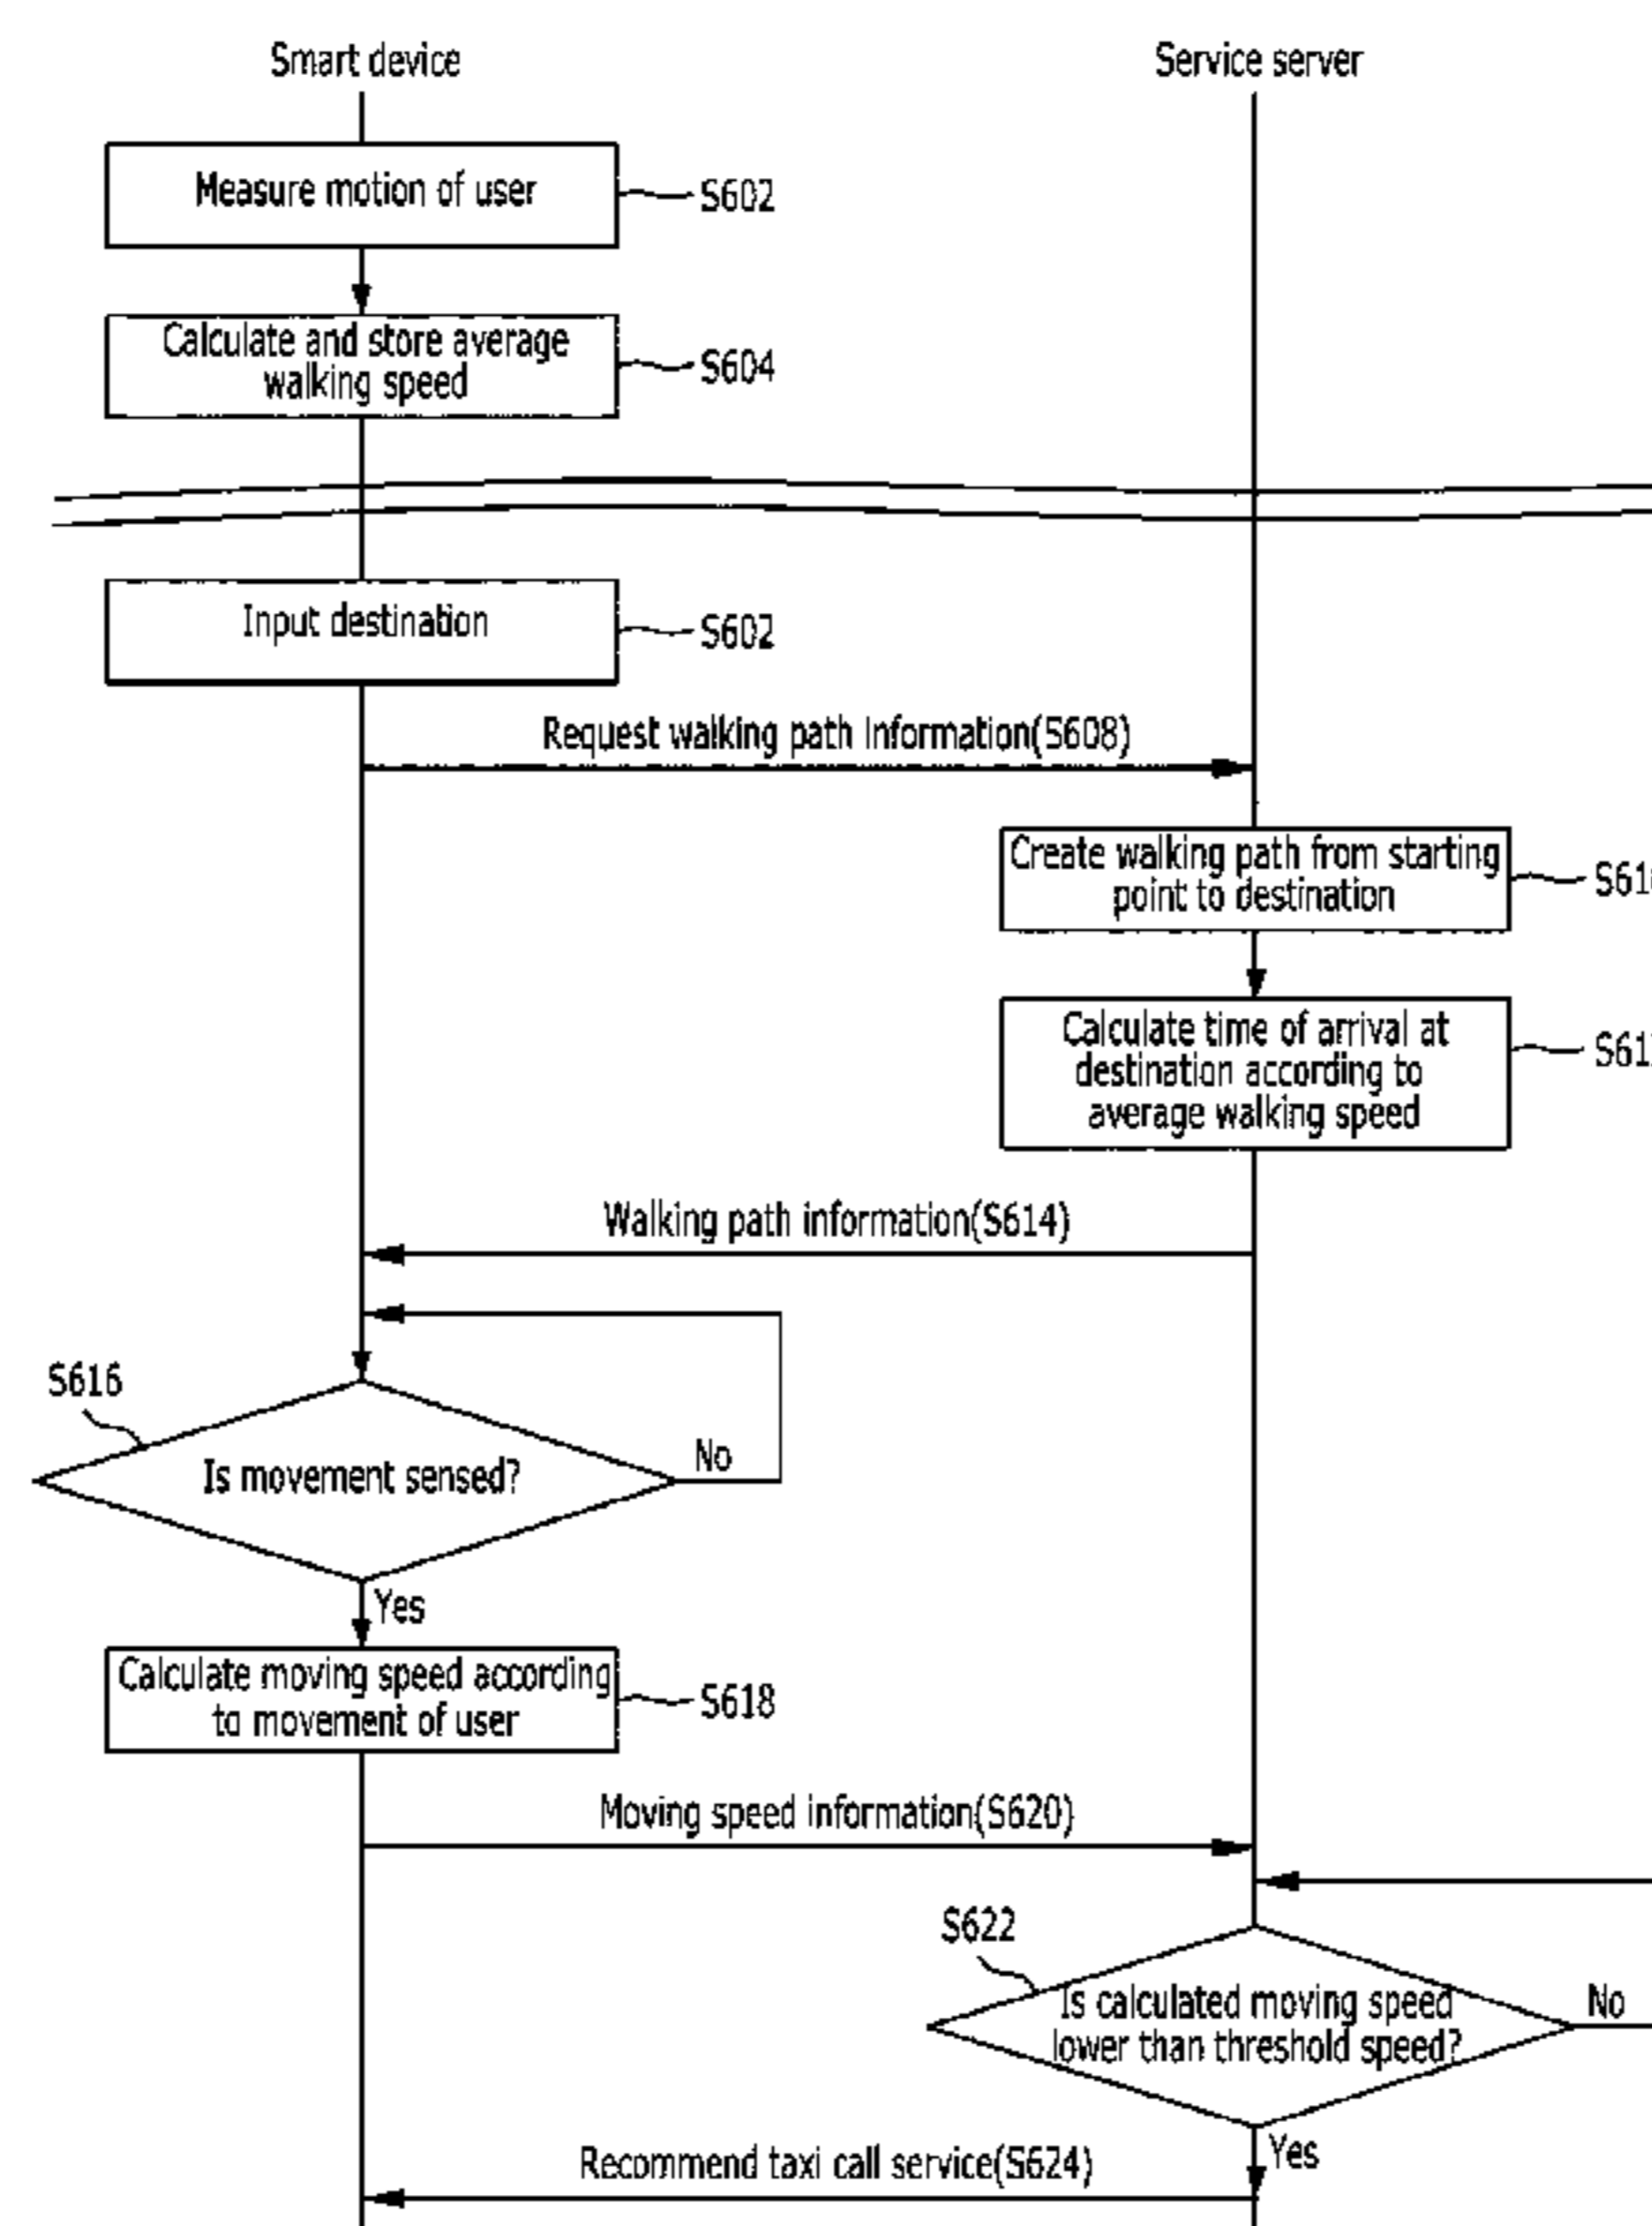 Smart device
Service server
Measure motion of user
S602
Calculate and store average
walking speed
S604
Input destination
S602
Request walking path Information(S608)
Create walking path from starting
point to destination
S61
Calculate time of arrival at
destination according to
average walking speed
S61
Walking path information(S614)
S616
Is movement sensed?
No
Yes
Calculate moving speed according
to movement of user
S618
Moving speed information(S620)
S622
Is calculated moving speed
lower than threshold speed?
No
Yes
Recommend taxi call service(S624)